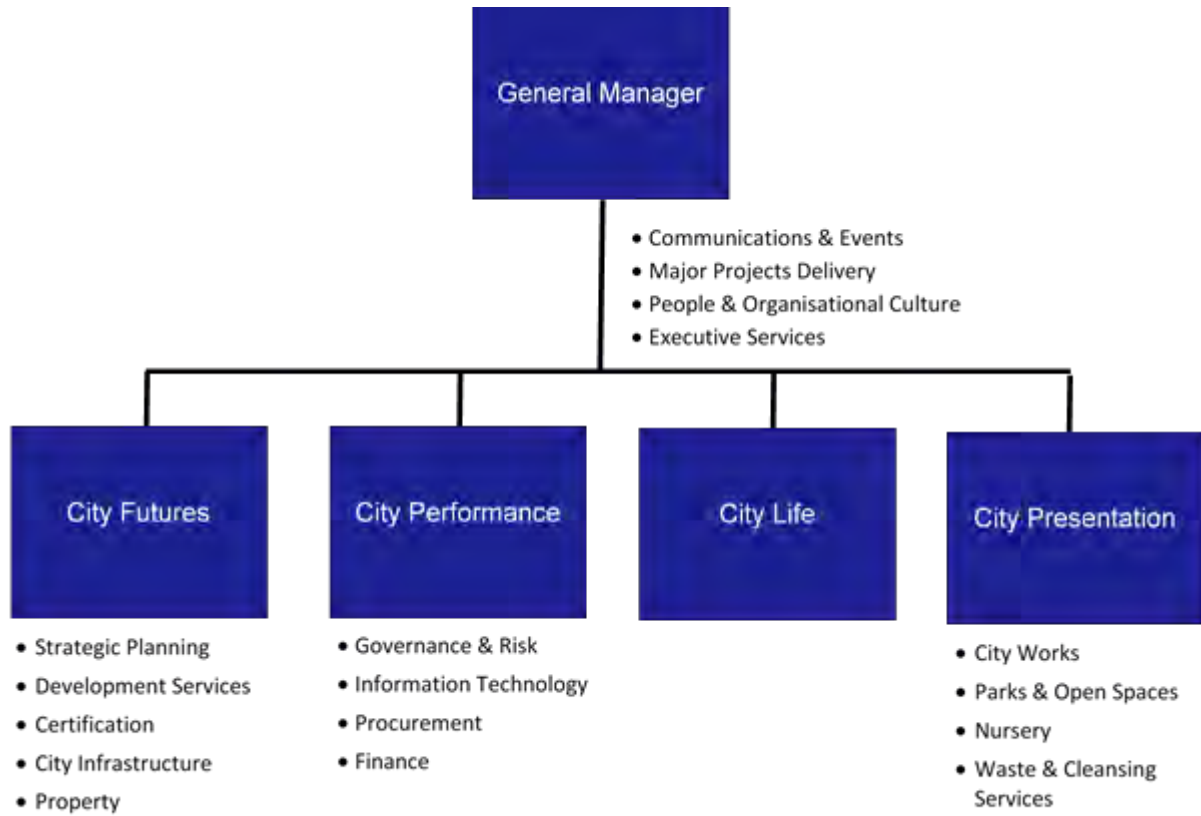 General Manager
• Communications & Events
• Major Projects Delivery
• People & Organisational Culture
• Executive Services
City Futures
• Strategic Planning
• Development Services
• Certification
• City Infrastructure
• Property
City Performance
• Governance & Risk
• Information Technology
• Procurement
• Finance
City Life
City Presentation
• City Works
• Parks & Open Spaces
• Nursery
• Waste & Cleansing
Services